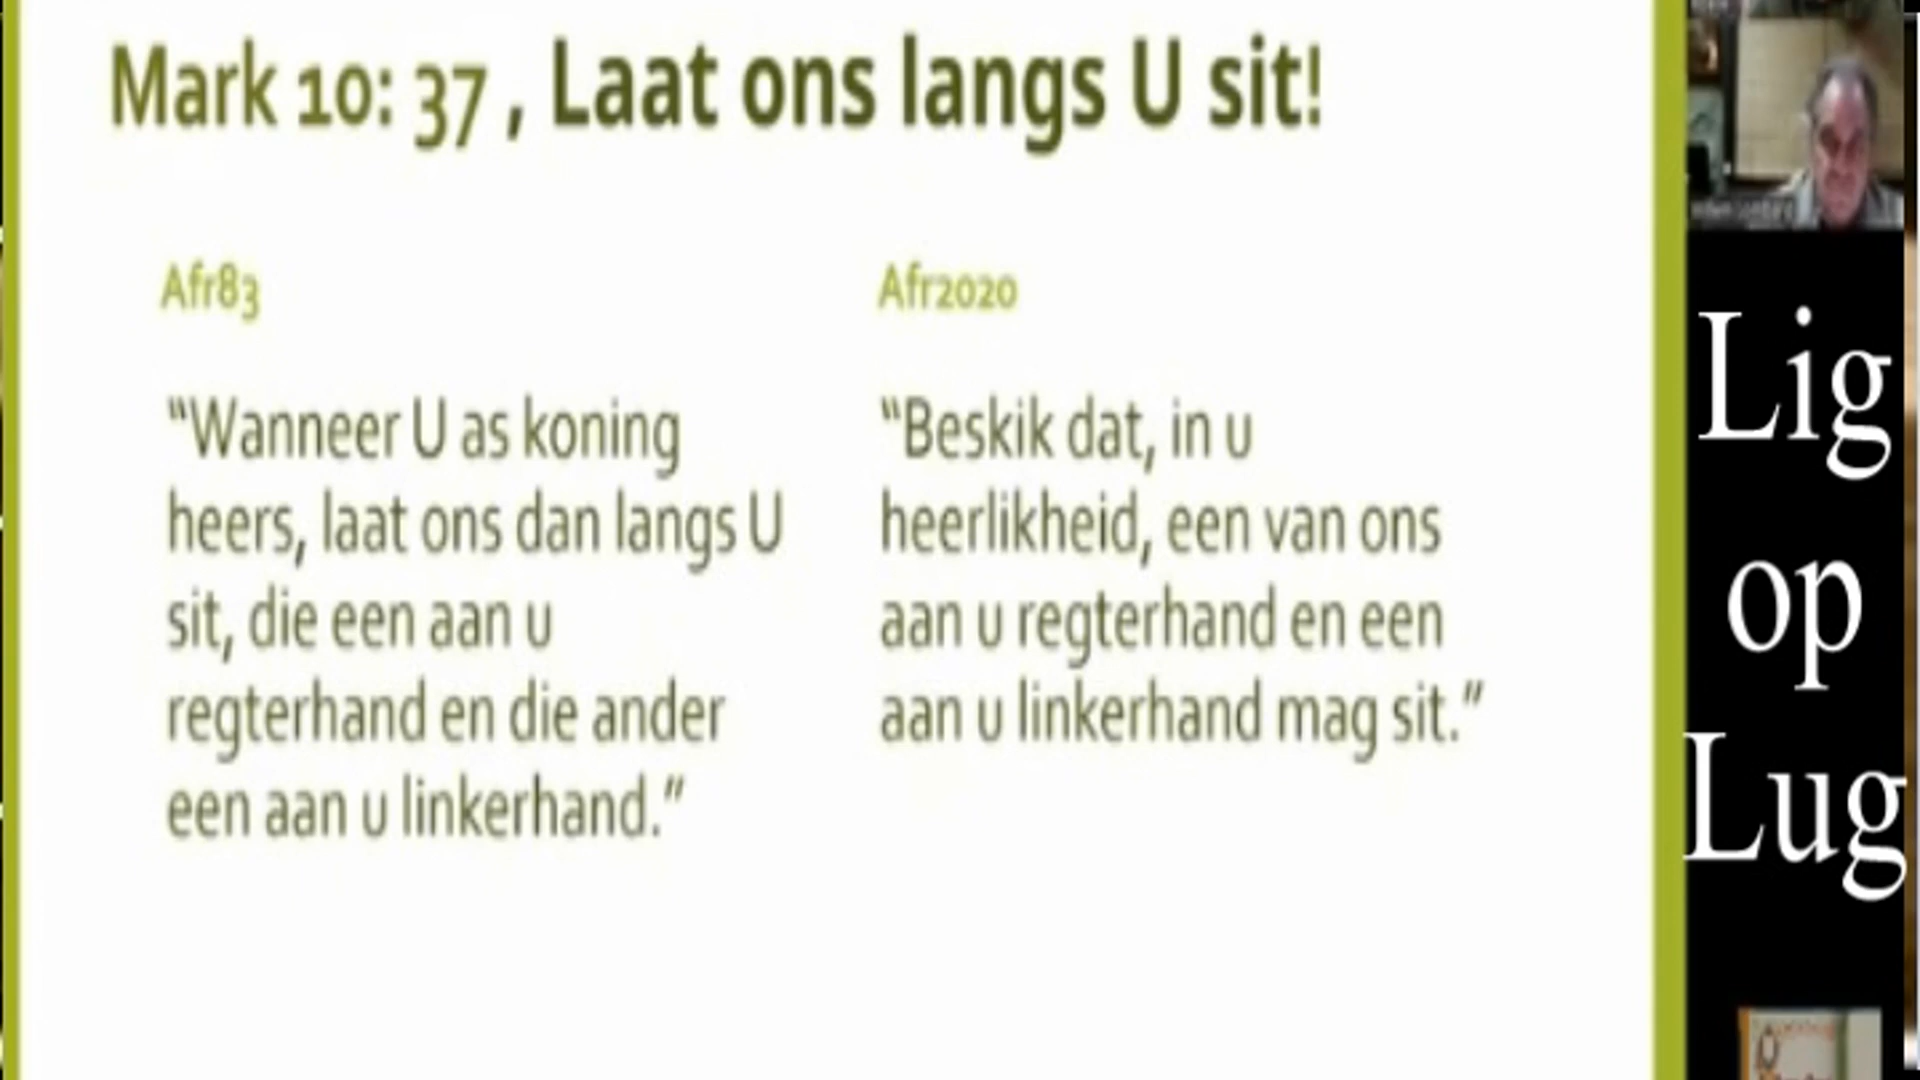 Mark 10: 37 , Laat ons langs U sit!
Afr83
“Wanneer U as koning
heers, laat ons dan langs U
sit, die een aan u
regterhand en die ander
een aan u linkerhand.”
Afr2020
“Beskik dat, in u
heerlikheid, een van ons
aan u regterhand en een
aan u linkerhand mag sit.”
Lig
op
Lug